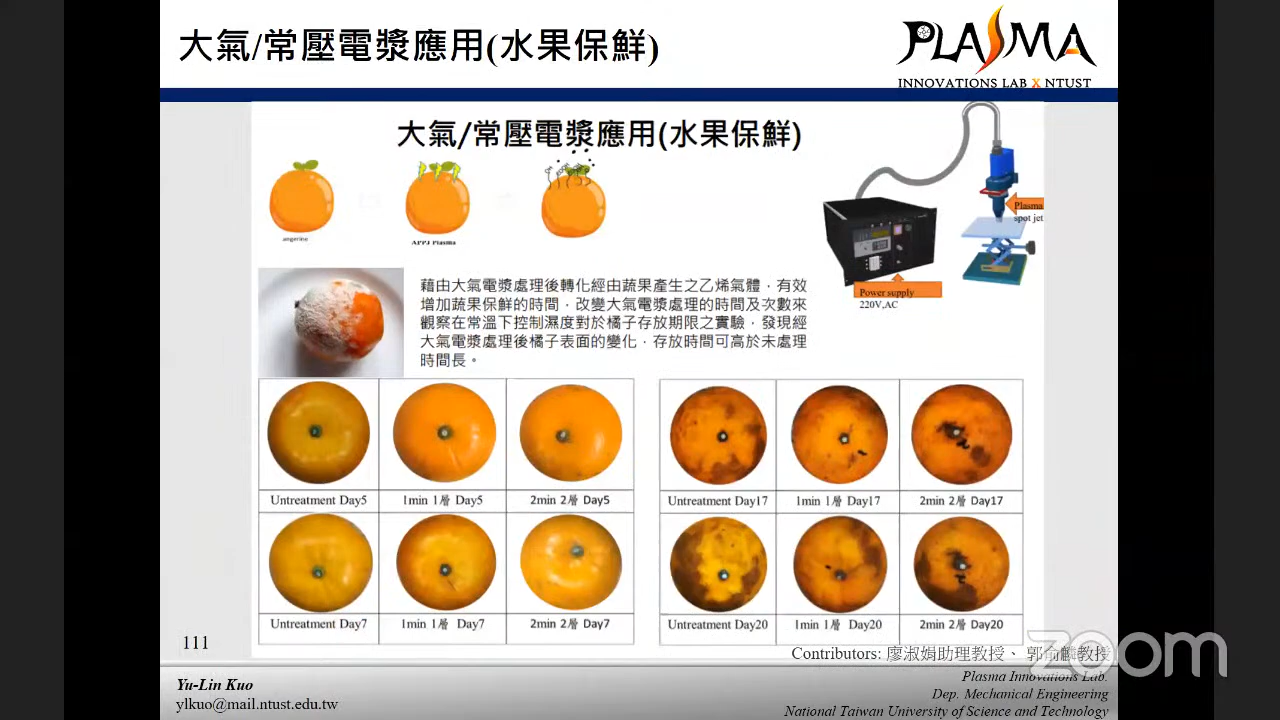 大氣/常壓電漿應用(水果保鮮)
PLASMA
INNOVATIONS LAB X NTUST
大氣/常壓電漿應用(水果保鮮)
angerine
APPJ Plasma
Plasma
spot jet
Power supply
220V,AC
藉由大氣電漿處理後轉化經由蔬果產生之乙烯氣體，有效
增加蔬果保鮮的時間，改變大氣電漿處理的時間及次數來
觀察在常溫下控制濕度對於橘子存放期限之實驗，發現經
大氣電漿處理後橘子表面的變化，存放時間可高於未處理
時間長。
Untreatment Day5
1min 1層 Day5
2min 2層 Day5
Untreatment Day17
1min 1層 Day17
2min 2層 Day17
Untreatment Day7
1min 1層 Day7
2min 2層 Day7
Untreatment Day20
1min 1層 Day20
2min 2層 Day20
111
Contributors: 廖淑娟助理教授、 郭俞麟教授
zoom
Yu-Lin Kuo
ylkuo@mail.ntust.edu.tw
Plasma Innovations Lab.
Dep. Mechanical Engineering
National Taiwan University of Science and Technology